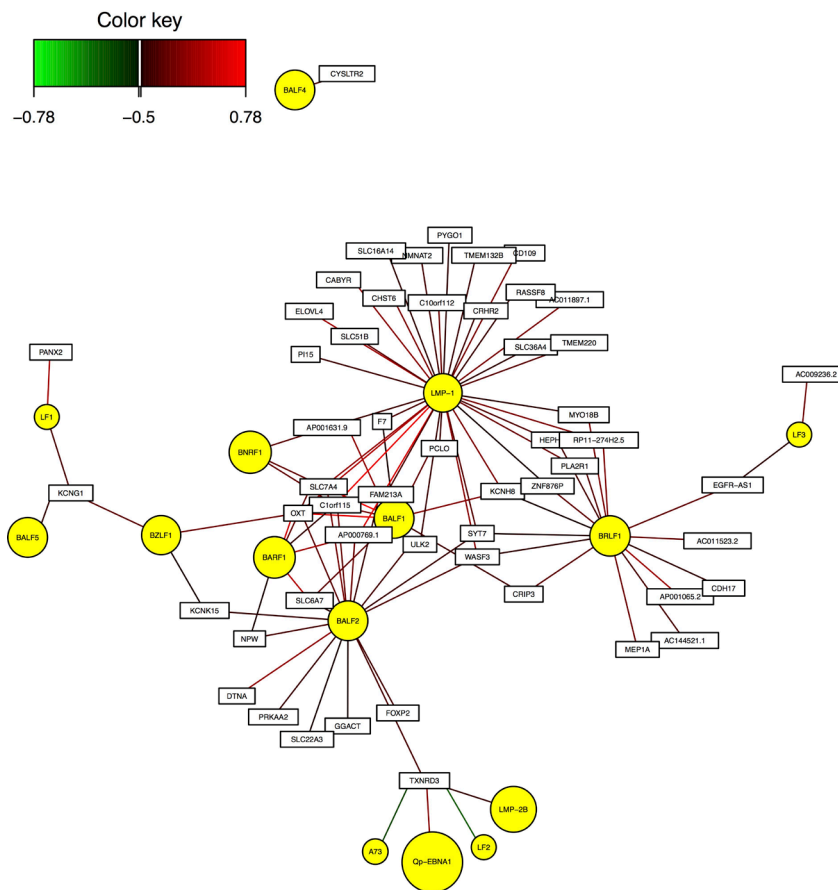 Color key
−0.78
−0.5
0.78
CYSLTR2
BALF4
PYGO1
SLC16A14
NMNAT2
TMEM132B
CD109
CABYR
CHST6
C10orf112
CRHR2
RASSF8
AC011897.1
ELOVL4
SLC51B
SLC36A4
TMEM220
PI15
PANX2
AC009236.2
LMP−1
LF1
AP001631.9
F7
MYO18B
LF3
BNRF1
PCLO
HEPH
RP11−274H2.5
SLC7A4
PLA2R1
KCNG1
FAM213A
KCNH8
ZNF876P
EGFR−AS1
C1orf115
OXT
BALF1
BALF5
BZLF1
AP000769.1
SYT7
BRLF1
AC011523.2
ULK2
BARF1
WASF3
CDH17
SLC6A7
CRIP3
AP001065.2
KCNK15
BALF2
NPW
AC144521.1
MEP1A
DTNA
FOXP2
PRKAA2
GGACT
SLC22A3
TXNRD3
LMP−2B
A73
Qp−EBNA1
LF2